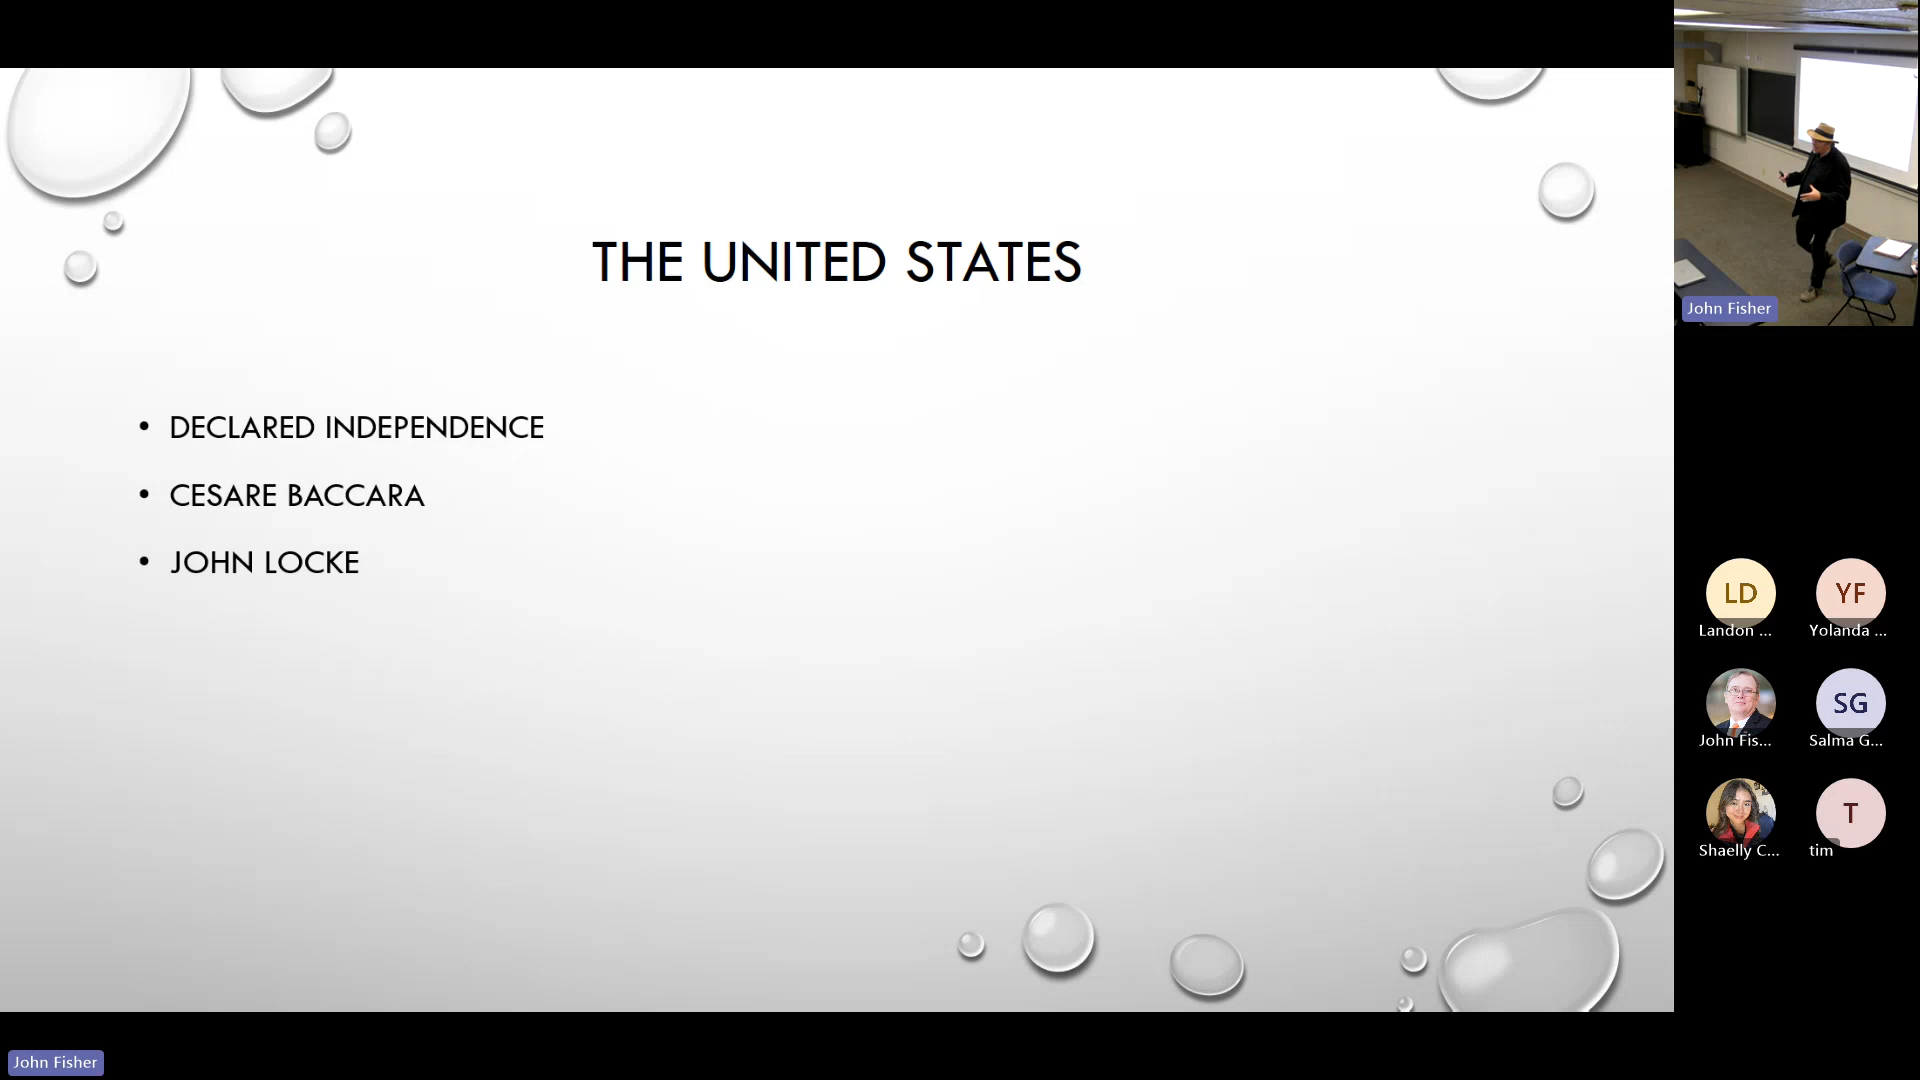 THE UNITED STATES
• DECLARED INDEPENDENCE
• CESARE BACCARA
• JOHN LOCKE
John Fisher
LD
YF
Landon ...
Yolanda ...
SG
John Fis...
Salma G...
T
Shaelly C...
tim
John Fisher